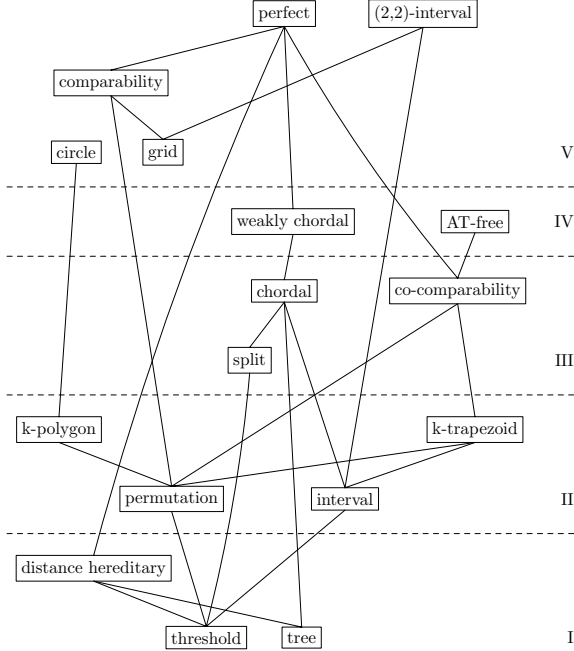 perfect
(2,2)-interval
comparability
circle
grid
V
weakly chordal
AT-free
IV
chordal
co-comparability
split
III
k-polygon
k-trapezoid
permutation
interval
II
distance hereditary
threshold
tree
I